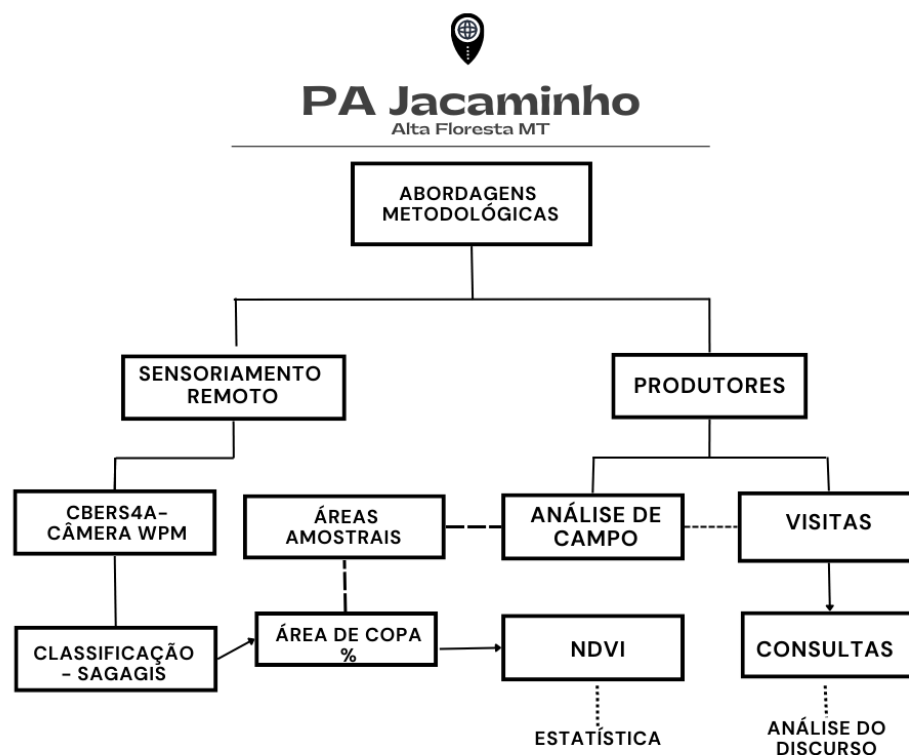 PA Jacaminho
Alta Floresta MT
ABORDAGENS
METODOLÓGICAS
SENSORIAMENTO
REMOTO
PRODUTORES
CBERS4A-
CÂMERA WPM
ÁREAS
AMOSTRAIS
ANÁLISE DE
CAMPO
VISITAS
CLASSIFICAÇÃO
- SAGAGIS
ÁREA DE COPA
%
NDVI
CONSULTAS
ESTATÍSTICA
ANÁLISE DO
DISCURSO